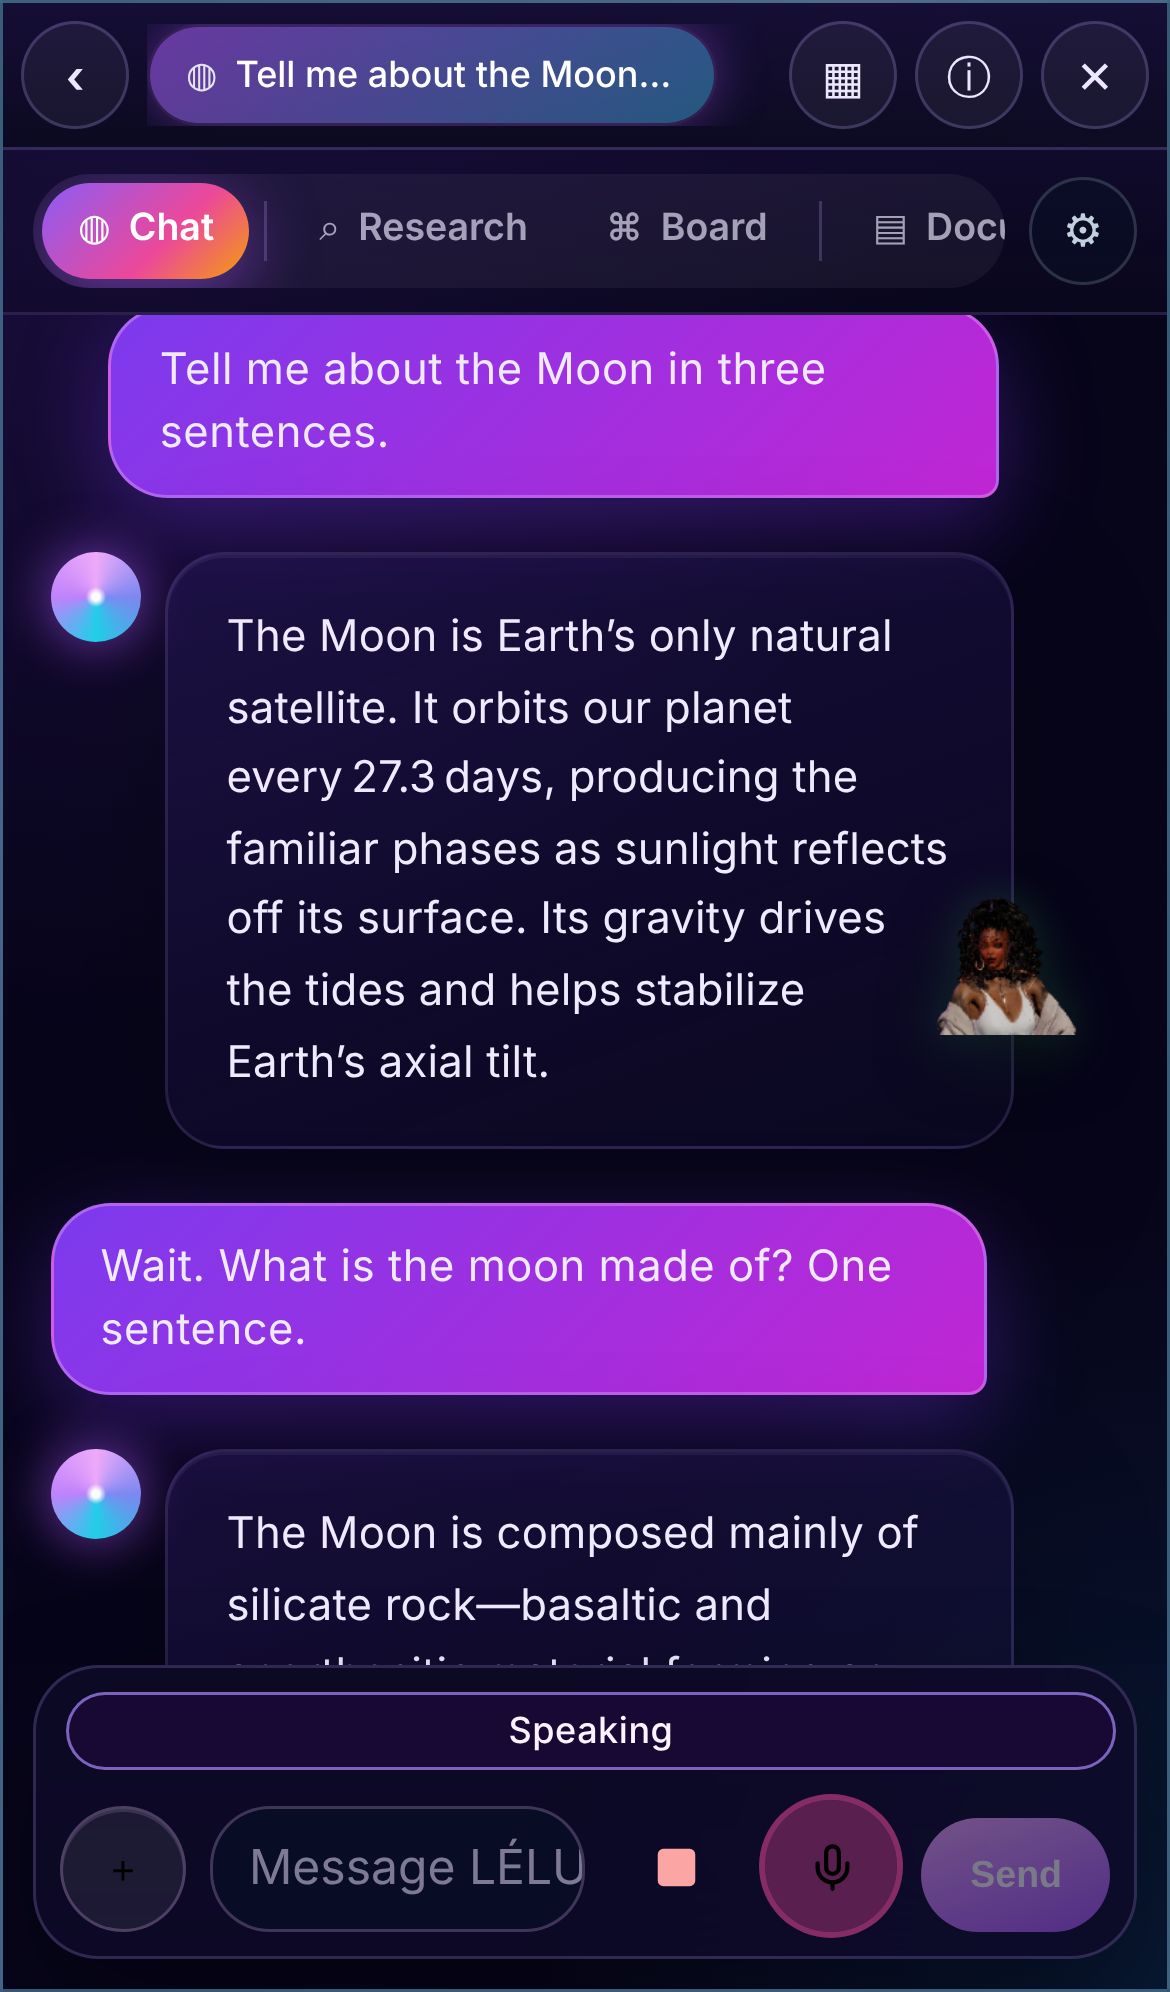 Tell me about the Moon...
Chat
Research
Board
Docu
Tell me about the Moon in three
sentences.
The Moon is Earth’s only natural
satellite. It orbits our planet
every 27.3 days, producing the
familiar phases as sunlight reflects
off its surface. Its gravity drives
the tides and helps stabilize
Earth’s axial tilt.
Wait. What is the moon made of? One
sentence.
The Moon is composed mainly of
silicate rock—basaltic and
Speaking
Message LÉLU
Send